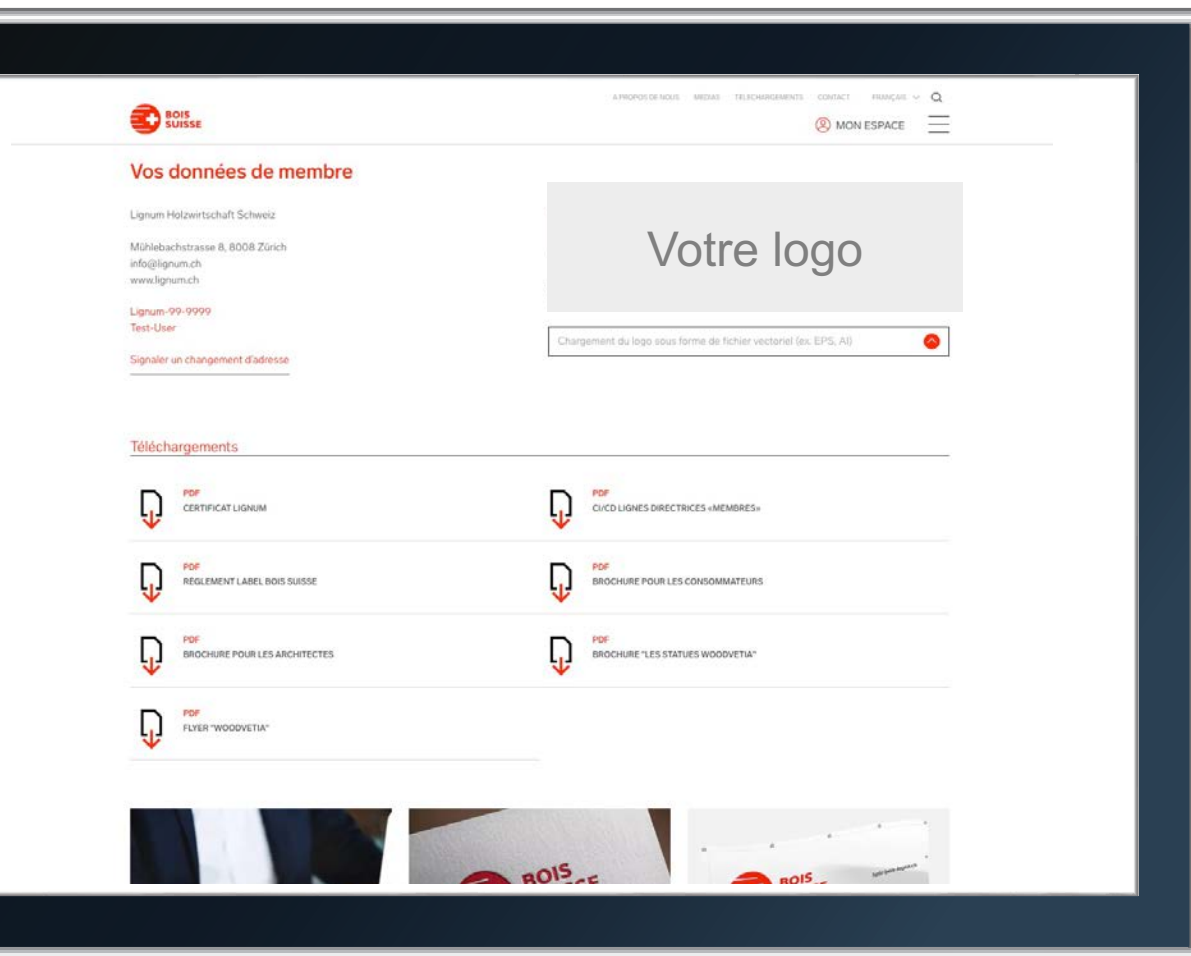 A PROPOS DE NOUS MEDIAS TELECHARGEMENTS CONTACT FRANÇAIS
BOIS
SUISSE
MON ESPACE
Vos données de membre
Lignum Holzwirtschaft Schweiz
Mühlebachstrasse 8, 8008 Zürich
info@lignum.ch
www.lignum.ch
Lignum-99-9999
Test-User
Signaler un changement d'adresse
Votre logo
Chargement du logo sous forme de fichier vectoriel (ex. EPS, AI)
Téléchargements
PDF
CERTIFICAT LIGNUM
PDF
CI/CD LIGNES DIRECTRICES «MEMBRES»
PDF
REGLEMENT LABEL BOIS SUISSE
PDF
BROCHURE POUR LES CONSOMMATEURS
PDF
BROCHURE POUR LES ARCHITECTES
PDF
BROCHURE "LES STATUES WOODVETIA"
PDF
FLYER "WOODVETIA"
BOIS
BOIS